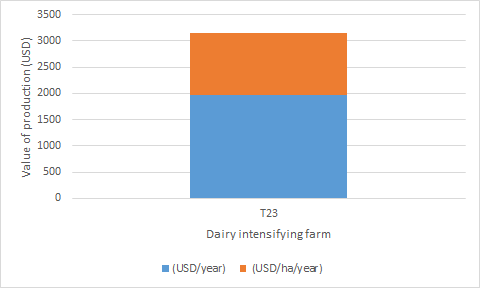 Value of production (USD)
3500
3000
2500
2000
1500
1000
500
0
T23
Dairy intensifying farm
(USD/year) (USD/ha/year)